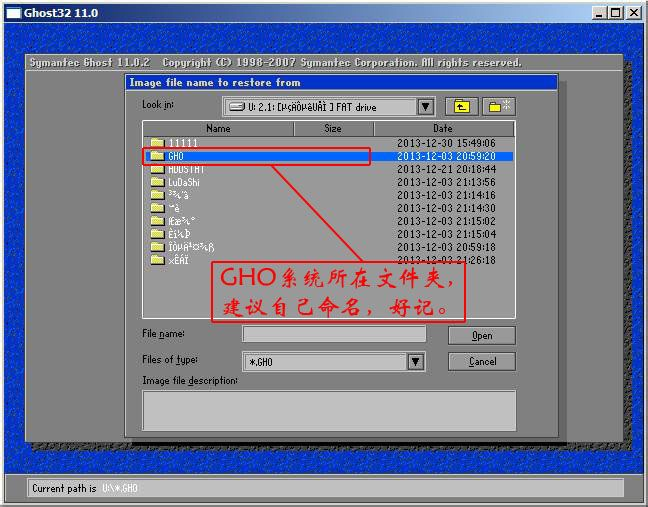 Ghost32 11.0
Symantec Ghost 11.0.2 Copyright (C) 1998-2007 Symantec Corporation. All rights reserved.
Image file name to restore from
Look in:
U: 2.1: [µçÄÔµêUÅÌ ] FAT drive
Name Size Date
11111 2013-12-30 15:49:06
GHO 2013-12-03 20:59:20
2013-12-21 20:18:44
LuDaShi 2013-12-03 21:13:56
2013-12-03 21:14:16
2013-12-03 21:14:30
2013-12-03 21:15:02
2013-12-03 21:15:04
2013-12-03 20:59:18
×ÊÁÏ 2013-12-03 21:26:18
GHO系统所在文件夹，
建议自己命名，好记。
File name:
Open
Files of type:
*.GHO
Cancel
Image file description:
Current path is U:\*.GHO